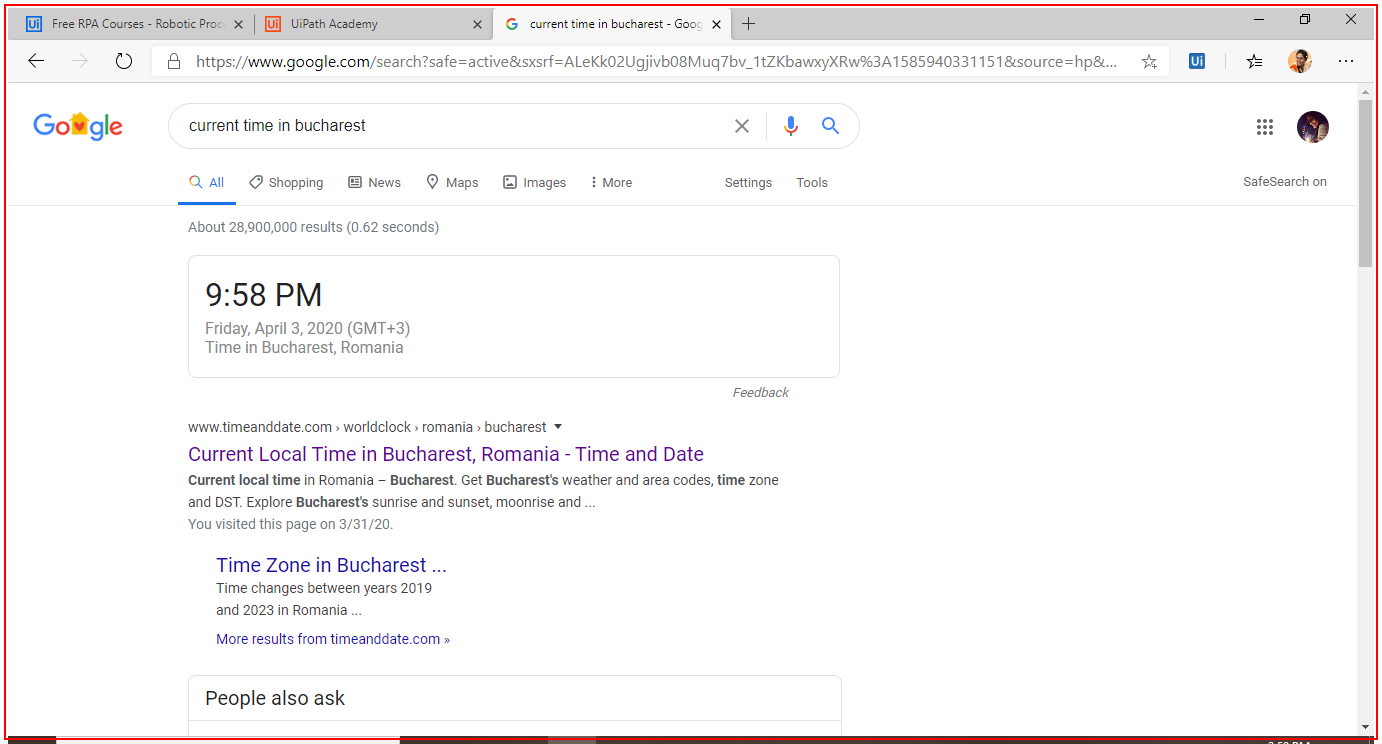 Ui Free RPA Courses - Robotic Proc
Ui UiPath Academy
G current time in bucharest - Goog
https://www.google.com/search?safe=active&sxsrf=ALeKk02Ugjivb08Muq7bv_1tZKbawxyXRw%3A1585940331151&source=hp&...
Ui
Google
current time in bucharest
All Shopping News Maps Images More Settings Tools SafeSearch on
About 28,900,000 results (0.62 seconds)
9:58 PM
Friday, April 3, 2020 (GMT+3)
Time in Bucharest, Romania
Feedback
www.timeanddate.com › worldclock › romania › bucharest
Current Local Time in Bucharest, Romania - Time and Date
Current local time in Romania – Bucharest. Get Bucharest's weather and area codes, time zone
and DST. Explore Bucharest's sunrise and sunset, moonrise and ...
You visited this page on 3/31/20.
Time Zone in Bucharest ...
Time changes between years 2019
and 2023 in Romania ...
More results from timeanddate.com »
People also ask